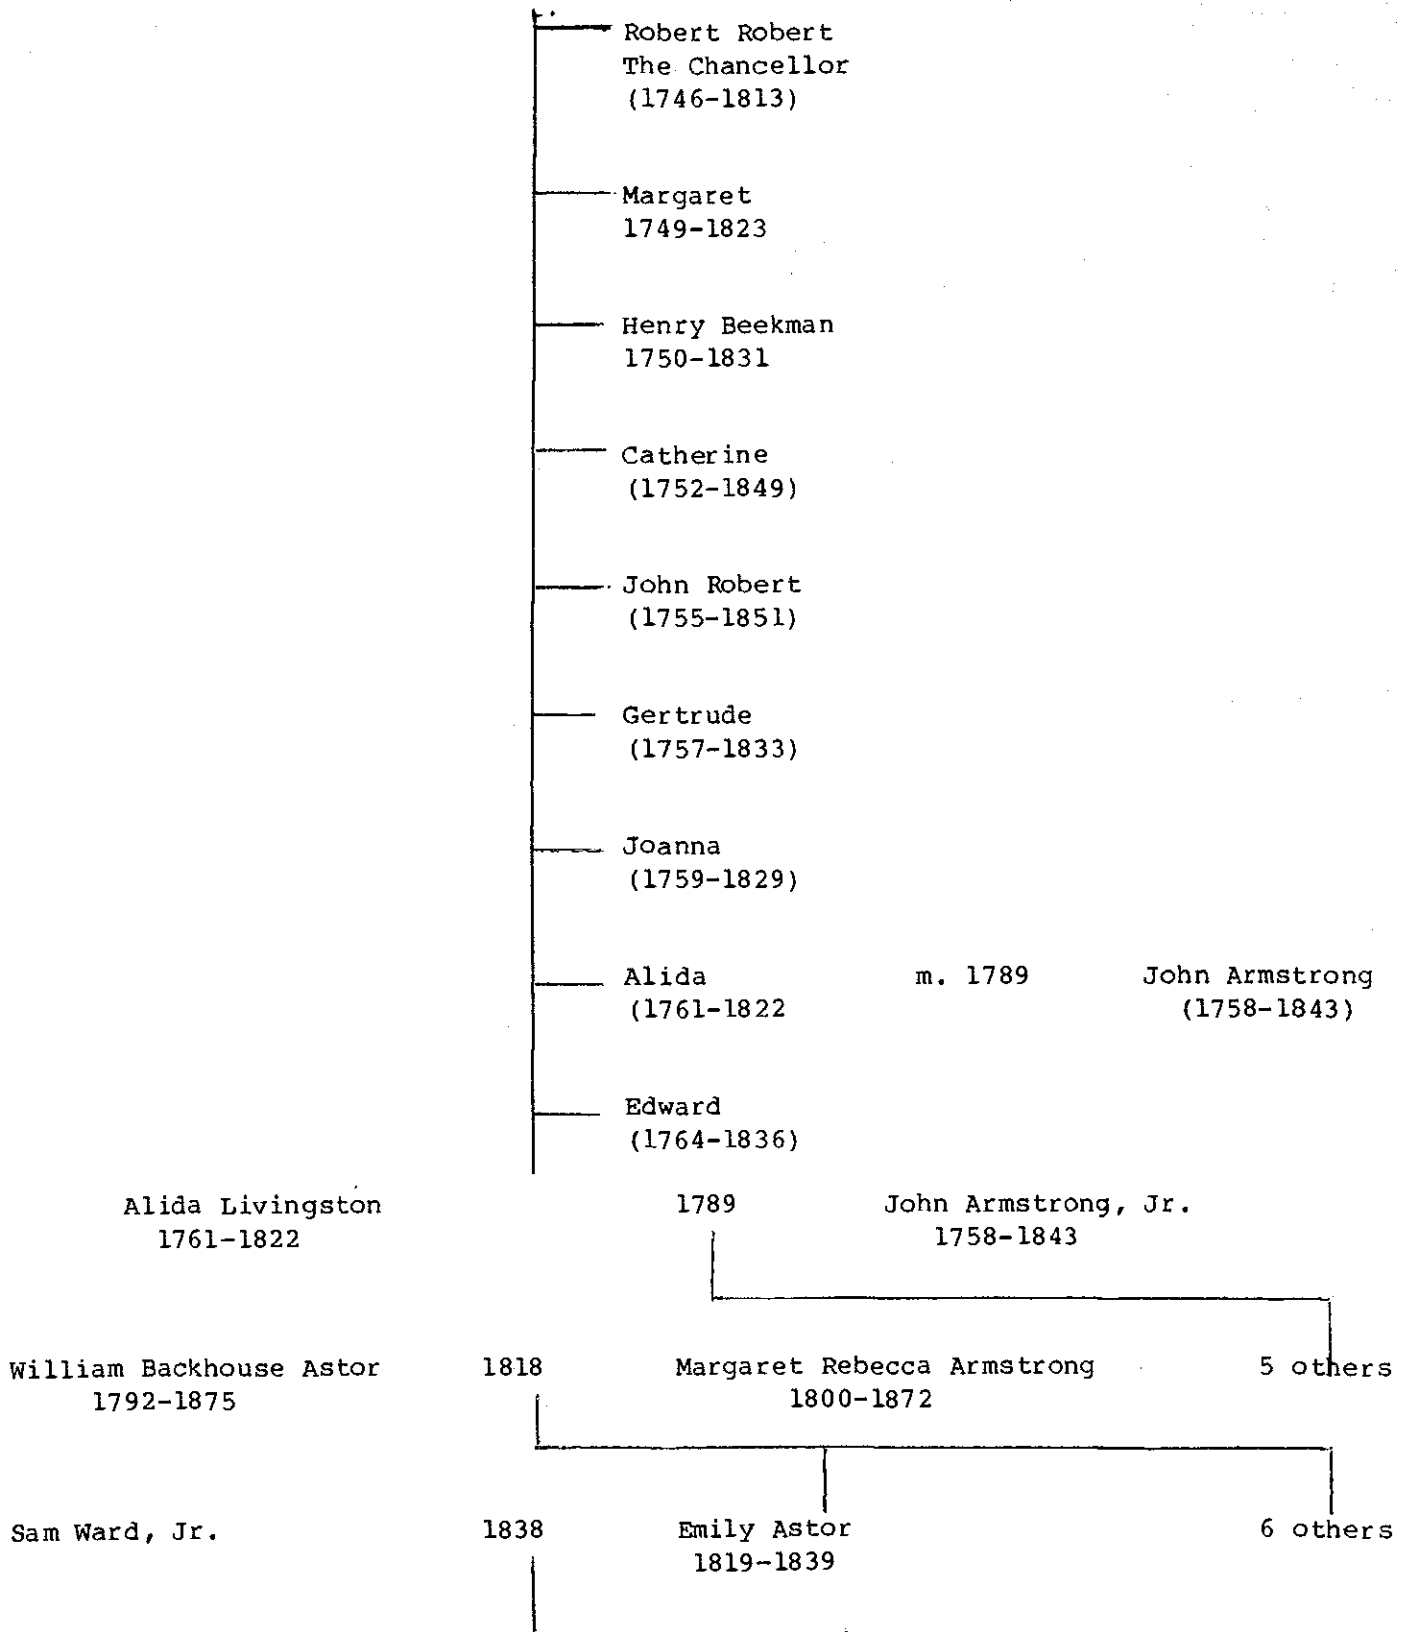 Robert Robert
The Chancellor
(1746-1813)
Margaret
1749-1823
Henry Beekman
1750-1831
Catherine
(1752-1849)
John Robert
(1755-1851)
Gertrude
(1757-1833)
Joanna
(1759-1829)
Alida m. 1789 John Armstrong
(1761-1822 (1758-1843)
Edward
(1764-1836)
Alida Livingston 1789 John Armstrong, Jr.
1761-1822 1758-1843
William Backhouse Astor 1818 Margaret Rebecca Armstrong 5 others
1792-1875 1800-1872
Sam Ward, Jr. 1838 Emily Astor 6 others
1819-1839